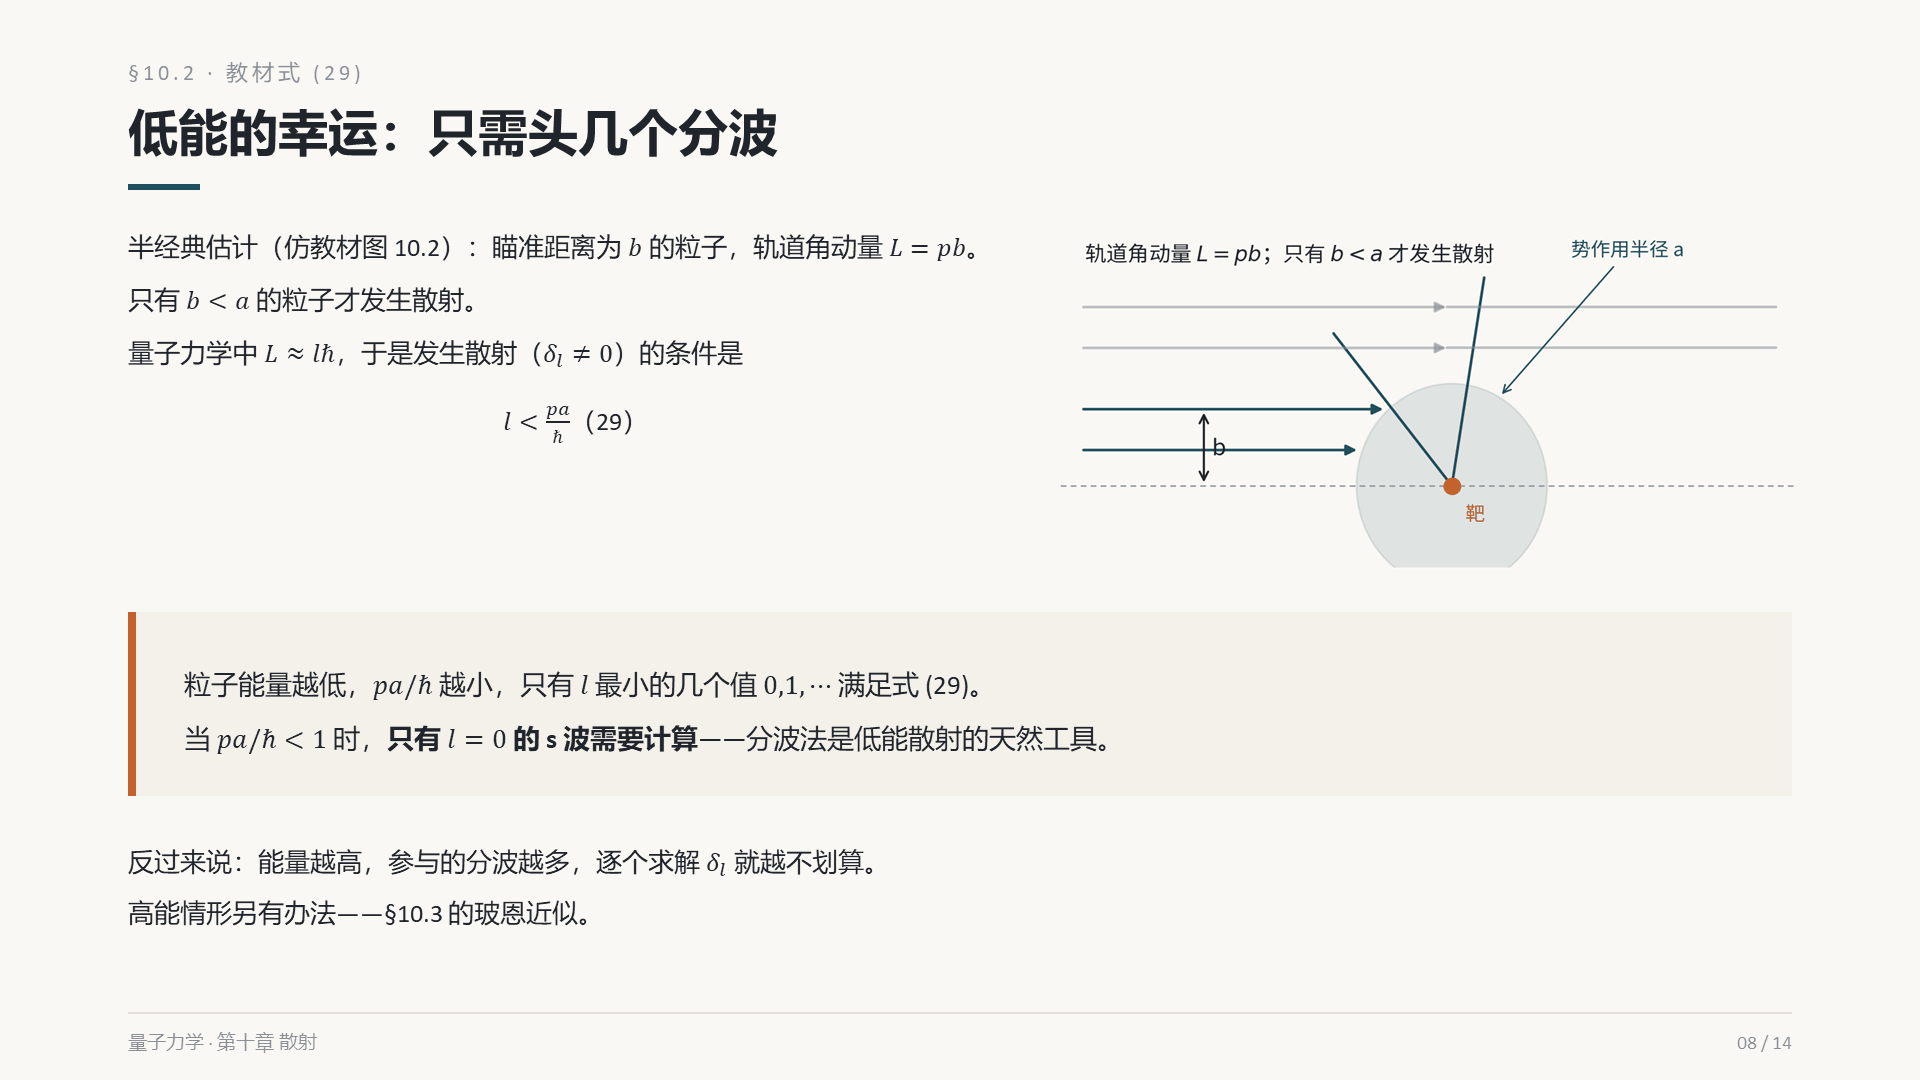 §10.2 · 教材式 (29)
低能的幸运：只需头几个分波
半经典估计（仿教材图 10.2）：瞄准距离为 b 的粒子，轨道角动量 L = pb。
只有 b < a 的粒子才发生散射。
量子力学中 L ≈ lħ，于是发生散射（δ_l ≠ 0）的条件是
l < pa/ħ（29）
轨道角动量 L = pb；只有 b < a 才发生散射
势作用半径 a
b
靶
粒子能量越低，pa/ħ 越小，只有 l 最小的几个值 0,1,⋯ 满足式 (29)。
当 pa/ħ < 1 时，只有 l = 0 的 s 波需要计算——分波法是低能散射的天然工具。
反过来说：能量越高，参与的分波越多，逐个求解 δ_l 就越不划算。
高能情形另有办法——§10.3 的玻恩近似。
量子力学 · 第十章 散射
08 / 14